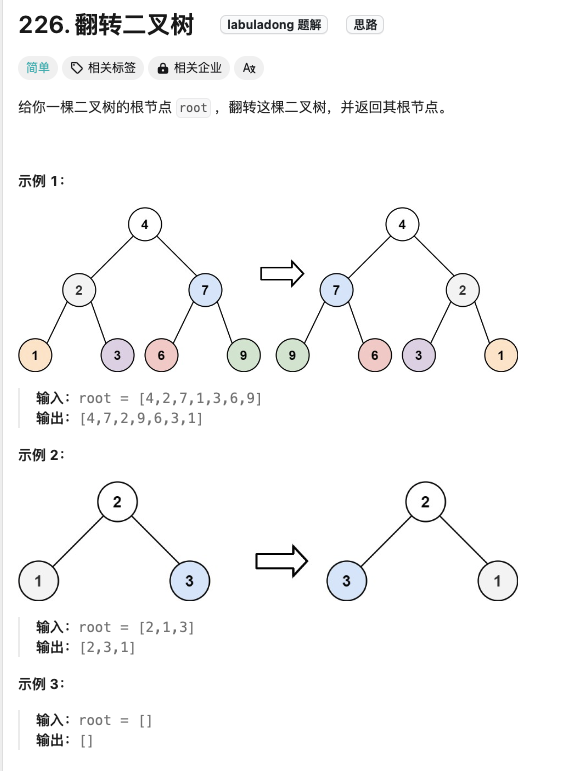 226. 翻转二叉树 labuladong 题解 思路
简单 相关标签 相关企业 A文
给你一棵二叉树的根节点 root ，翻转这棵二叉树，并返回其根节点。
示例 1：
4 4
2 7 7 2
1 3 6 9 9 6 3 1
输入：root = [4,2,7,1,3,6,9]
输出：[4,7,2,9,6,3,1]
示例 2：
2 2
1 3 3 1
输入：root = [2,1,3]
输出：[2,3,1]
示例 3：
输入：root = []
输出：[]